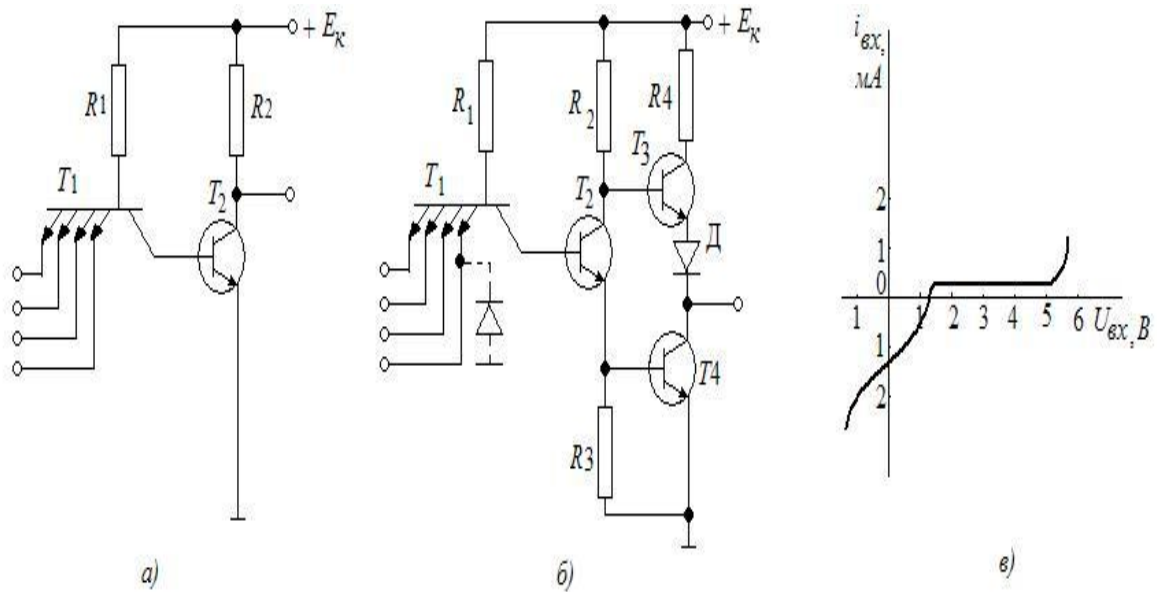 + Eк
R1
R2
T1
T2
а)
+ Eк
R1
R2
R4
T3
T1
T2
Д
T4
R3
б)
iвх,
мА
2
1
0
1 1 2 3 4 5 6 Uвх, В
1
2
в)